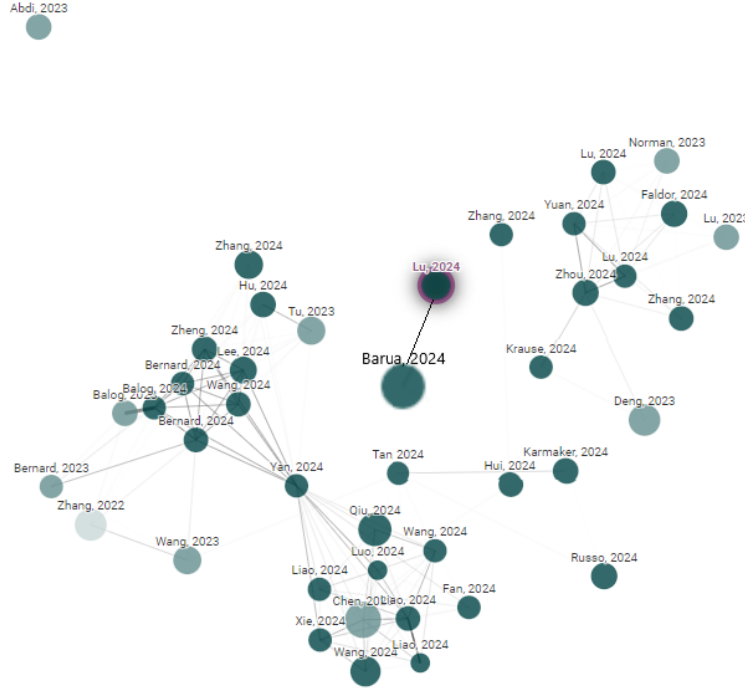 Abdi, 2023
Norman, 2023
Lu, 2024
Faldor, 2024
Yuan, 2024
Zhang, 2024
Lu, 2023
Zhang, 2024
Lu, 2024
Lu, 2024
Zhou, 2024
Hu, 2024
Zhang, 2024
Tu, 2023
Zheng, 2024
Krause, 2024
Lee, 2024
Barua, 2024
Bernard, 2024
Wang, 2024
Balog, 2024
Deng, 2023
Bernard, 2024
Tan 2024
Karmaker, 2024
Bernard, 2023
Yan, 2024
Hui, 2024
Zhang, 2022
Qiu, 2024
Wang, 2024
Wang, 2023
Luo, 2024
Russo, 2024
Liao, 2024
Fan, 2024
Liao, 2024
Xie, 2024
Liao, 2024
Wang, 2024